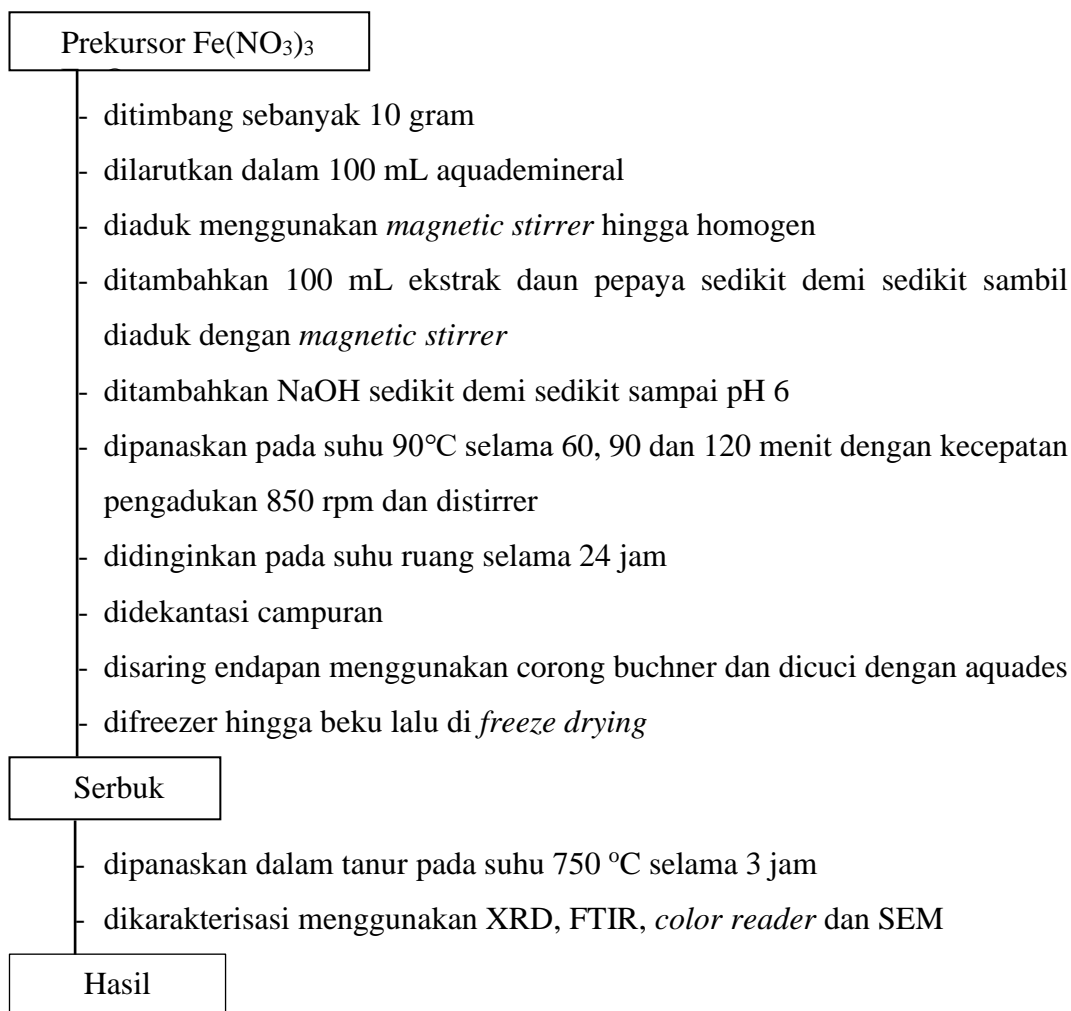 Prekursor Fe(NO₃)₃
- ditimbang sebanyak 10 gram
- dilarutkan dalam 100 mL aquademineral
- diaduk menggunakan magnetic stirrer hingga homogen
- ditambahkan 100 mL ekstrak daun pepaya sedikit demi sedikit sambil
diaduk dengan magnetic stirrer
- ditambahkan NaOH sedikit demi sedikit sampai pH 6
- dipanaskan pada suhu 90°C selama 60, 90 dan 120 menit dengan kecepatan
pengadukan 850 rpm dan distirrer
- didinginkan pada suhu ruang selama 24 jam
- didekantasi campuran
- disaring endapan menggunakan corong buchner dan dicuci dengan aquades
- difreezer hingga beku lalu di freeze drying
Serbuk
- dipanaskan dalam tanur pada suhu 750 °C selama 3 jam
- dikarakterisasi menggunakan XRD, FTIR, color reader dan SEM
Hasil